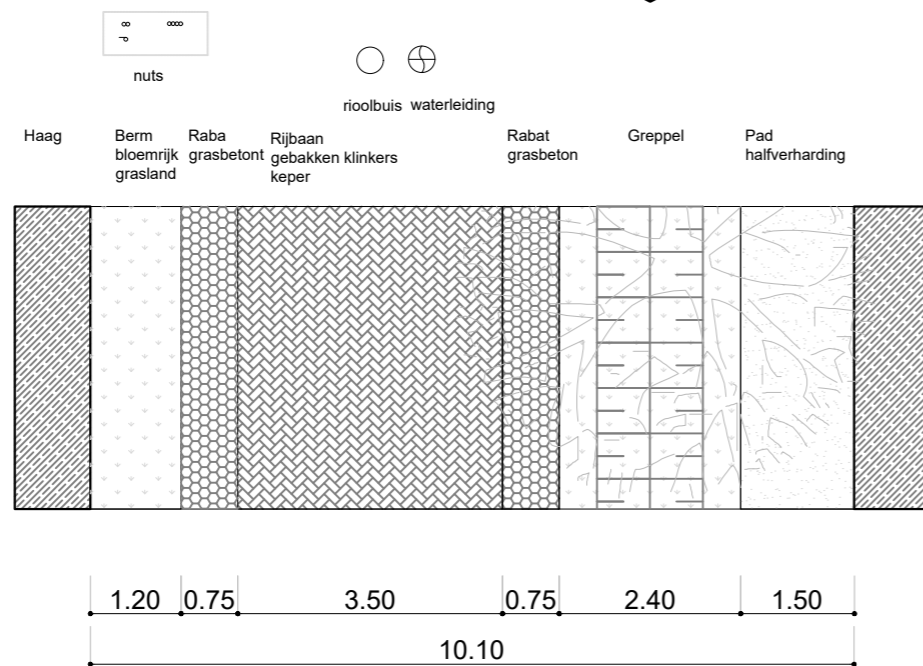 nuts
rioolbuis waterleiding
Haag
Berm
bloemrijk
grasland
Raba
grasbetont
Rijbaan
gebakken klinkers
keper
Rabat
grasbeton
Greppel
Pad
halfverharding
1.20 0.75 3.50 0.75 2.40 1.50
10.10